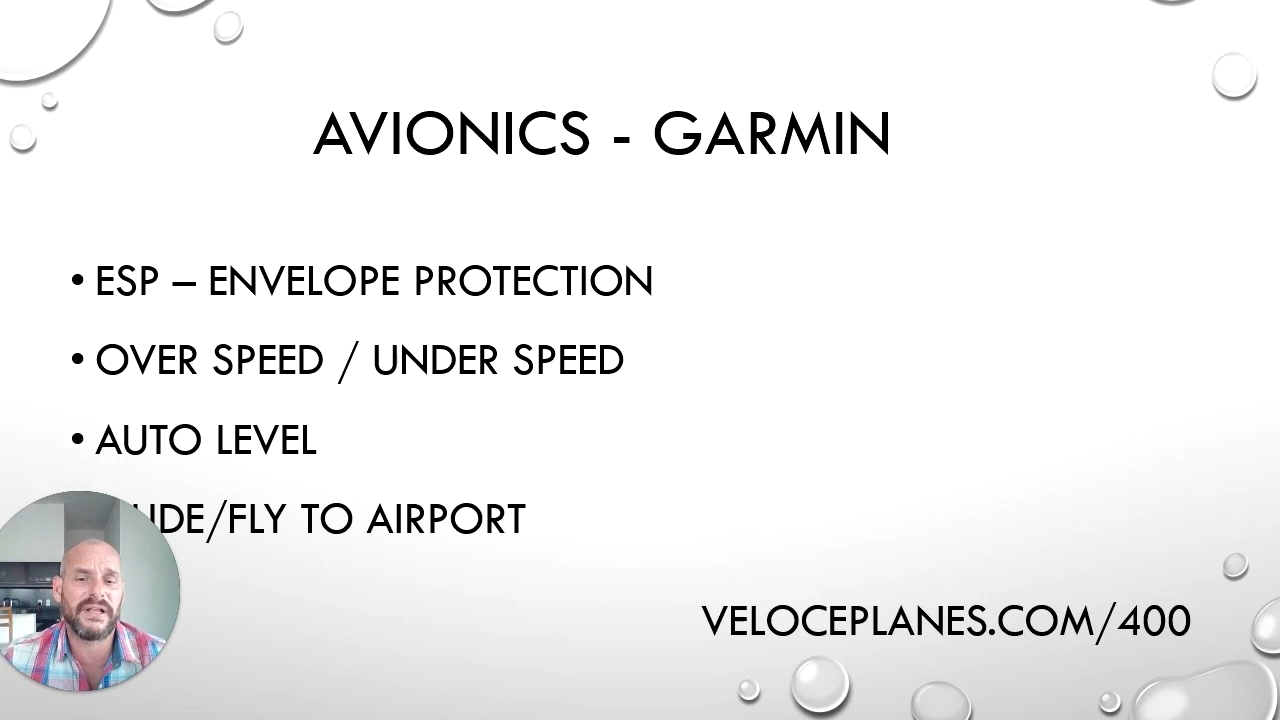 AVIONICS - GARMIN
• ESP – ENVELOPE PROTECTION
• OVER SPEED / UNDER SPEED
• AUTO LEVEL
FLY TO AIRPORT
VELOCEPLANES.COM/400